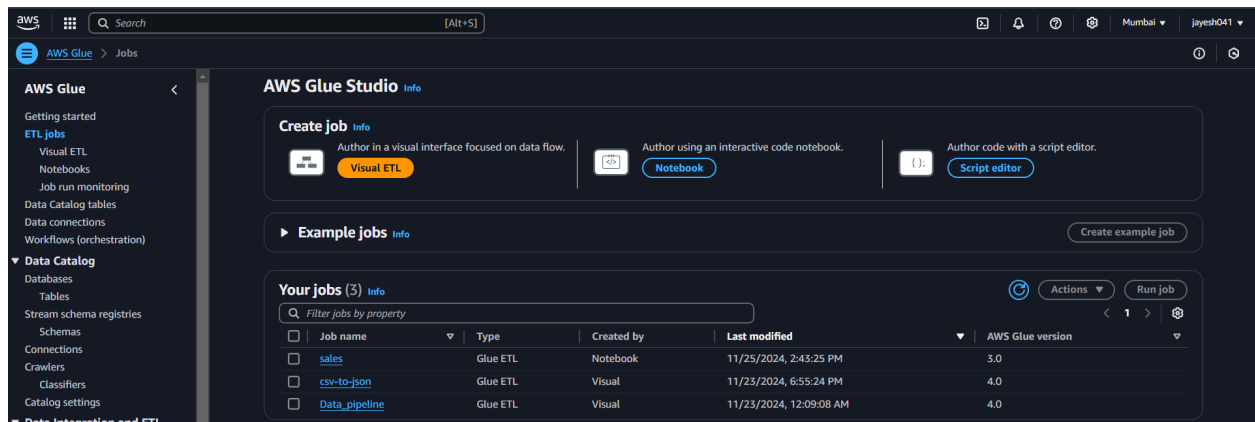 aws
Search [Alt+S]
Mumbai ▼ jayesh041 ▼
AWS Glue > Jobs
AWS Glue
Getting started
ETL jobs
Visual ETL
Notebooks
Job run monitoring
Data Catalog tables
Data connections
Workflows (orchestration)
▼ Data Catalog
Databases
Tables
Stream schema registries
Schemas
Connections
Crawlers
Classifiers
Catalog settings
▼ Data Integration and ETL
AWS Glue Studio Info
Create job Info
Author in a visual interface focused on data flow.
Visual ETL
Author using an interactive code notebook.
Notebook
Author code with a script editor.
Script editor
▶ Example jobs Info
Create example job
Your jobs (3) Info
Actions ▼ Run job
Filter jobs by property
< 1 >
Job name Type Created by Last modified AWS Glue version
sales Glue ETL Notebook 11/25/2024, 2:43:25 PM 3.0
csv-to-json Glue ETL Visual 11/23/2024, 6:55:24 PM 4.0
Data_pipeline Glue ETL Visual 11/23/2024, 12:09:08 AM 4.0